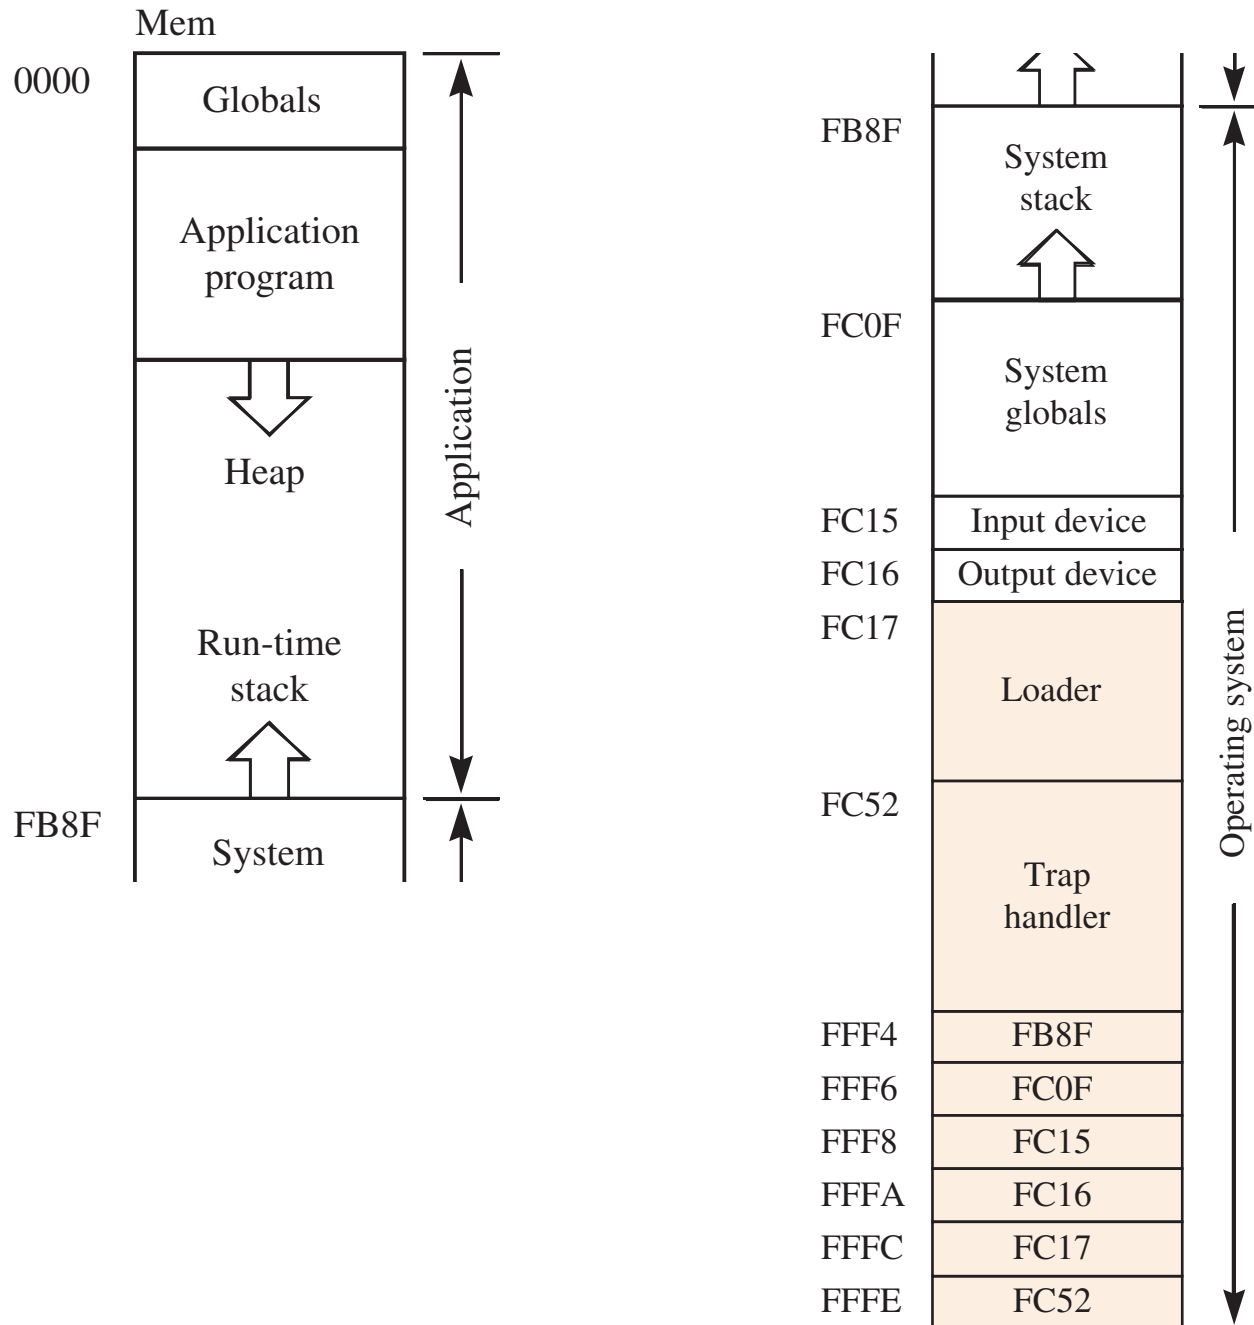 Mem
0000
Globals
Application
program
Heap
Run-time
stack
FB8F
System
Application
FB8F
System
stack
FC0F
System
globals
FC15
Input device
FC16
Output device
FC17
Loader
FC52
Trap
handler
FFF4
FB8F
FFF6
FC0F
FFF8
FC15
FFFA
FC16
FFFC
FC17
FFFE
FC52
Operating system